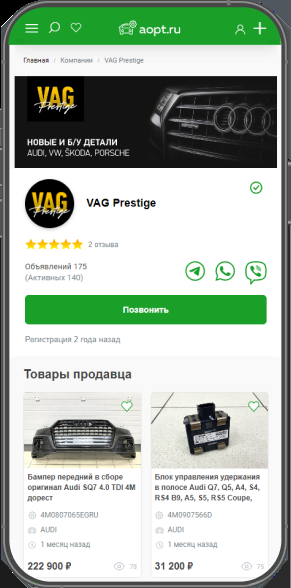 aopt.ru
Главная / Компании / VAG Prestige
VAG
Prestige
НОВЫЕ И Б/У ДЕТАЛИ
AUDI, VW, ŠKODA, PORSCHE
VAG
Prestige
VAG Prestige
2 отзыва
Объявлений 175
(Активных 140)
Позвонить
Регистрация 2 года назад
Товары продавца
Бампер передний в сборе
оригинал Audi SQ7 4.0 TDI 4M
дорест
4M0807065EGRU
AUDI
1 месяц назад
222 900 ₽ 78
Блок управления удержания
в полосе Audi Q7, Q5, A4, S4,
RS4 B9, A5, S5, RS5 Coupe,
4M0907566D
AUDI
1 месяц назад
31 200 ₽ 75